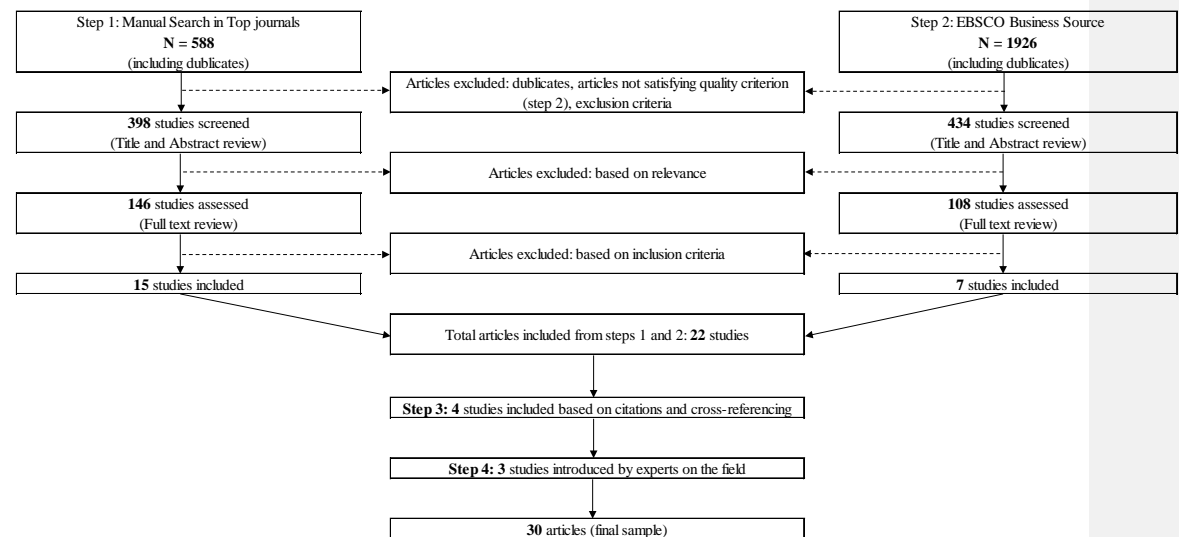 Step 1: Manual Search in Top journals
N = 588
(including dublicates)
Step 2: EBSCO Business Source
N = 1926
(including dublicates)
Articles excluded: dublicates, articles not satisfying quality criterion
(step 2), exclusion criteria
398 studies screened
(Title and Abstract review)
434 studies screened
(Title and Abstract review)
Articles excluded: based on relevance
146 studies assessed
(Full text review)
108 studies assessed
(Full text review)
Articles excluded: based on inclusion criteria
15 studies included
7 studies included
Total articles included from steps 1 and 2: 22 studies
Step 3: 4 studies included based on citations and cross-referencing
Step 4: 3 studies introduced by experts on the field
30 articles (final sample)